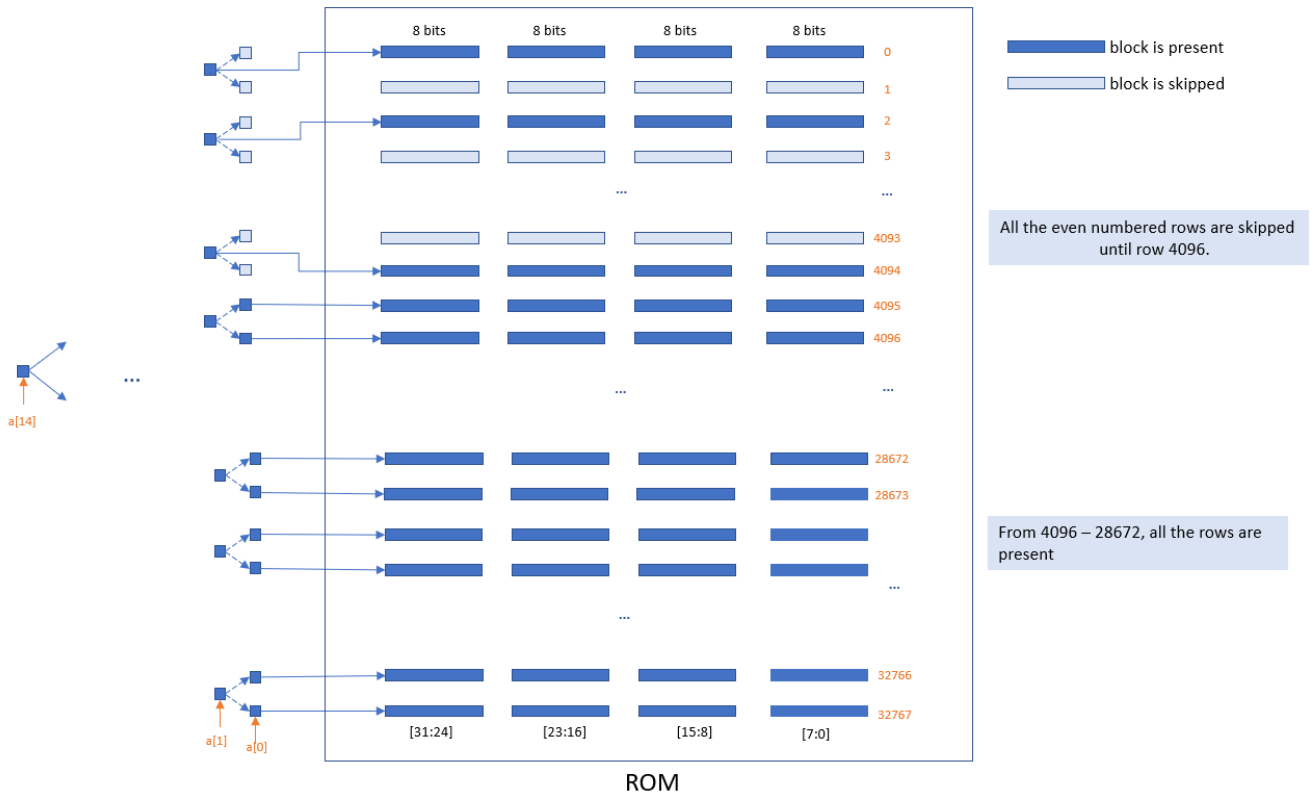 8 bits 8 bits 8 bits 8 bits
0
block is present
1
block is skipped
2
3
... ...
4093
All the even numbered rows are skipped
until row 4096.
4094
4095
4096
...
... ...
a[14]
28672
28673
From 4096 – 28672, all the rows are
present
...
...
32766
32767
[31:24] [23:16] [15:8] [7:0]
a[1] a[0]
ROM